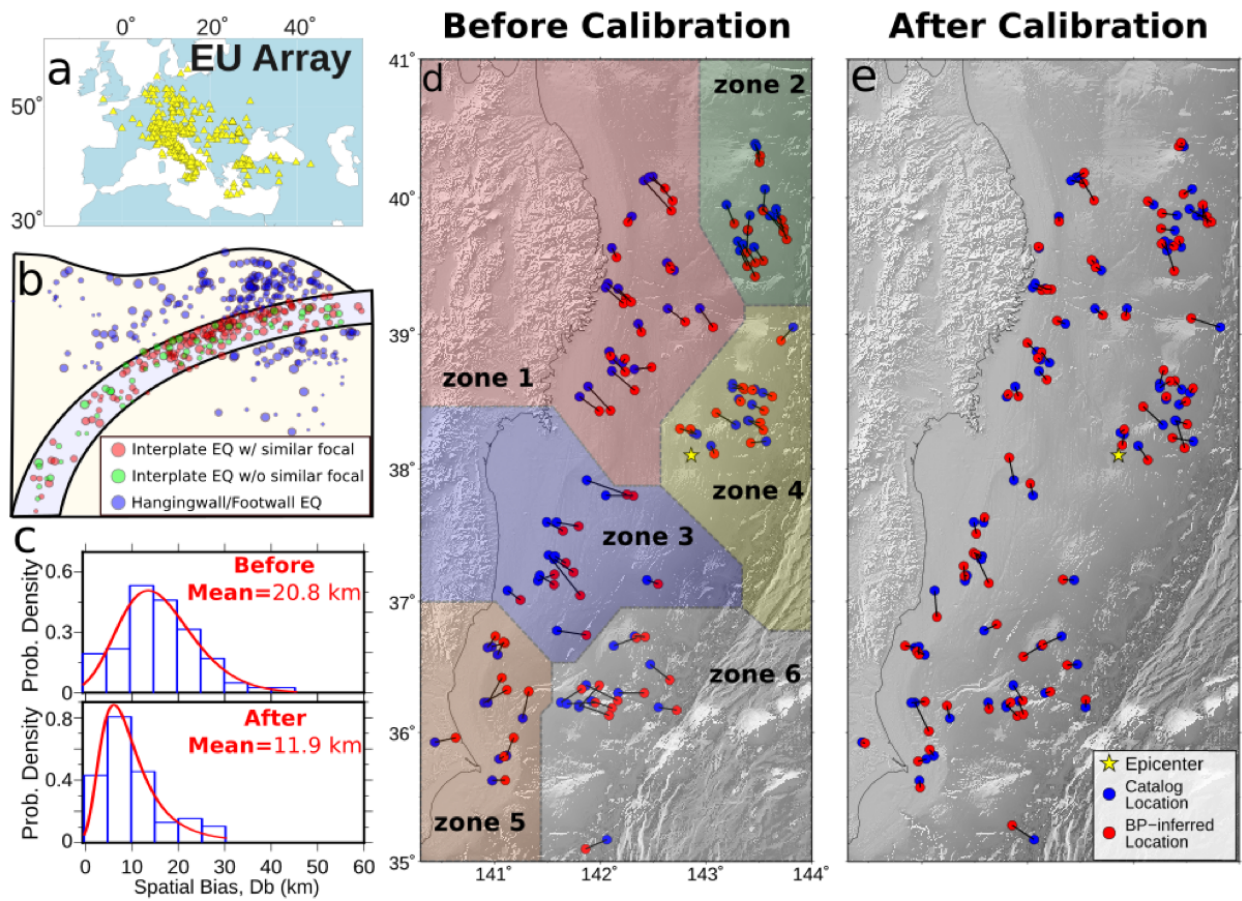 Before Calibration
After Calibration
0° 20° 40°
a
EU Array
50°
30°
b
Interplate EQ w/ similar focal
Interplate EQ w/o similar focal
Hangingwall/Footwall EQ
c
Before
Mean=20.8 km
Prob. Density
0.6
0.3
0
After
Mean=11.9 km
Prob. Density
0.8
0.4
0
0 10 20 30 40 50 60
Spatial Bias, Db (km)
d
41°
40°
39°
38°
37°
36°
35°
zone 2
zone 1
zone 4
zone 3
zone 6
zone 5
141° 142° 143° 144°
e
Epicenter
Catalog
Location
BP−inferred
Location